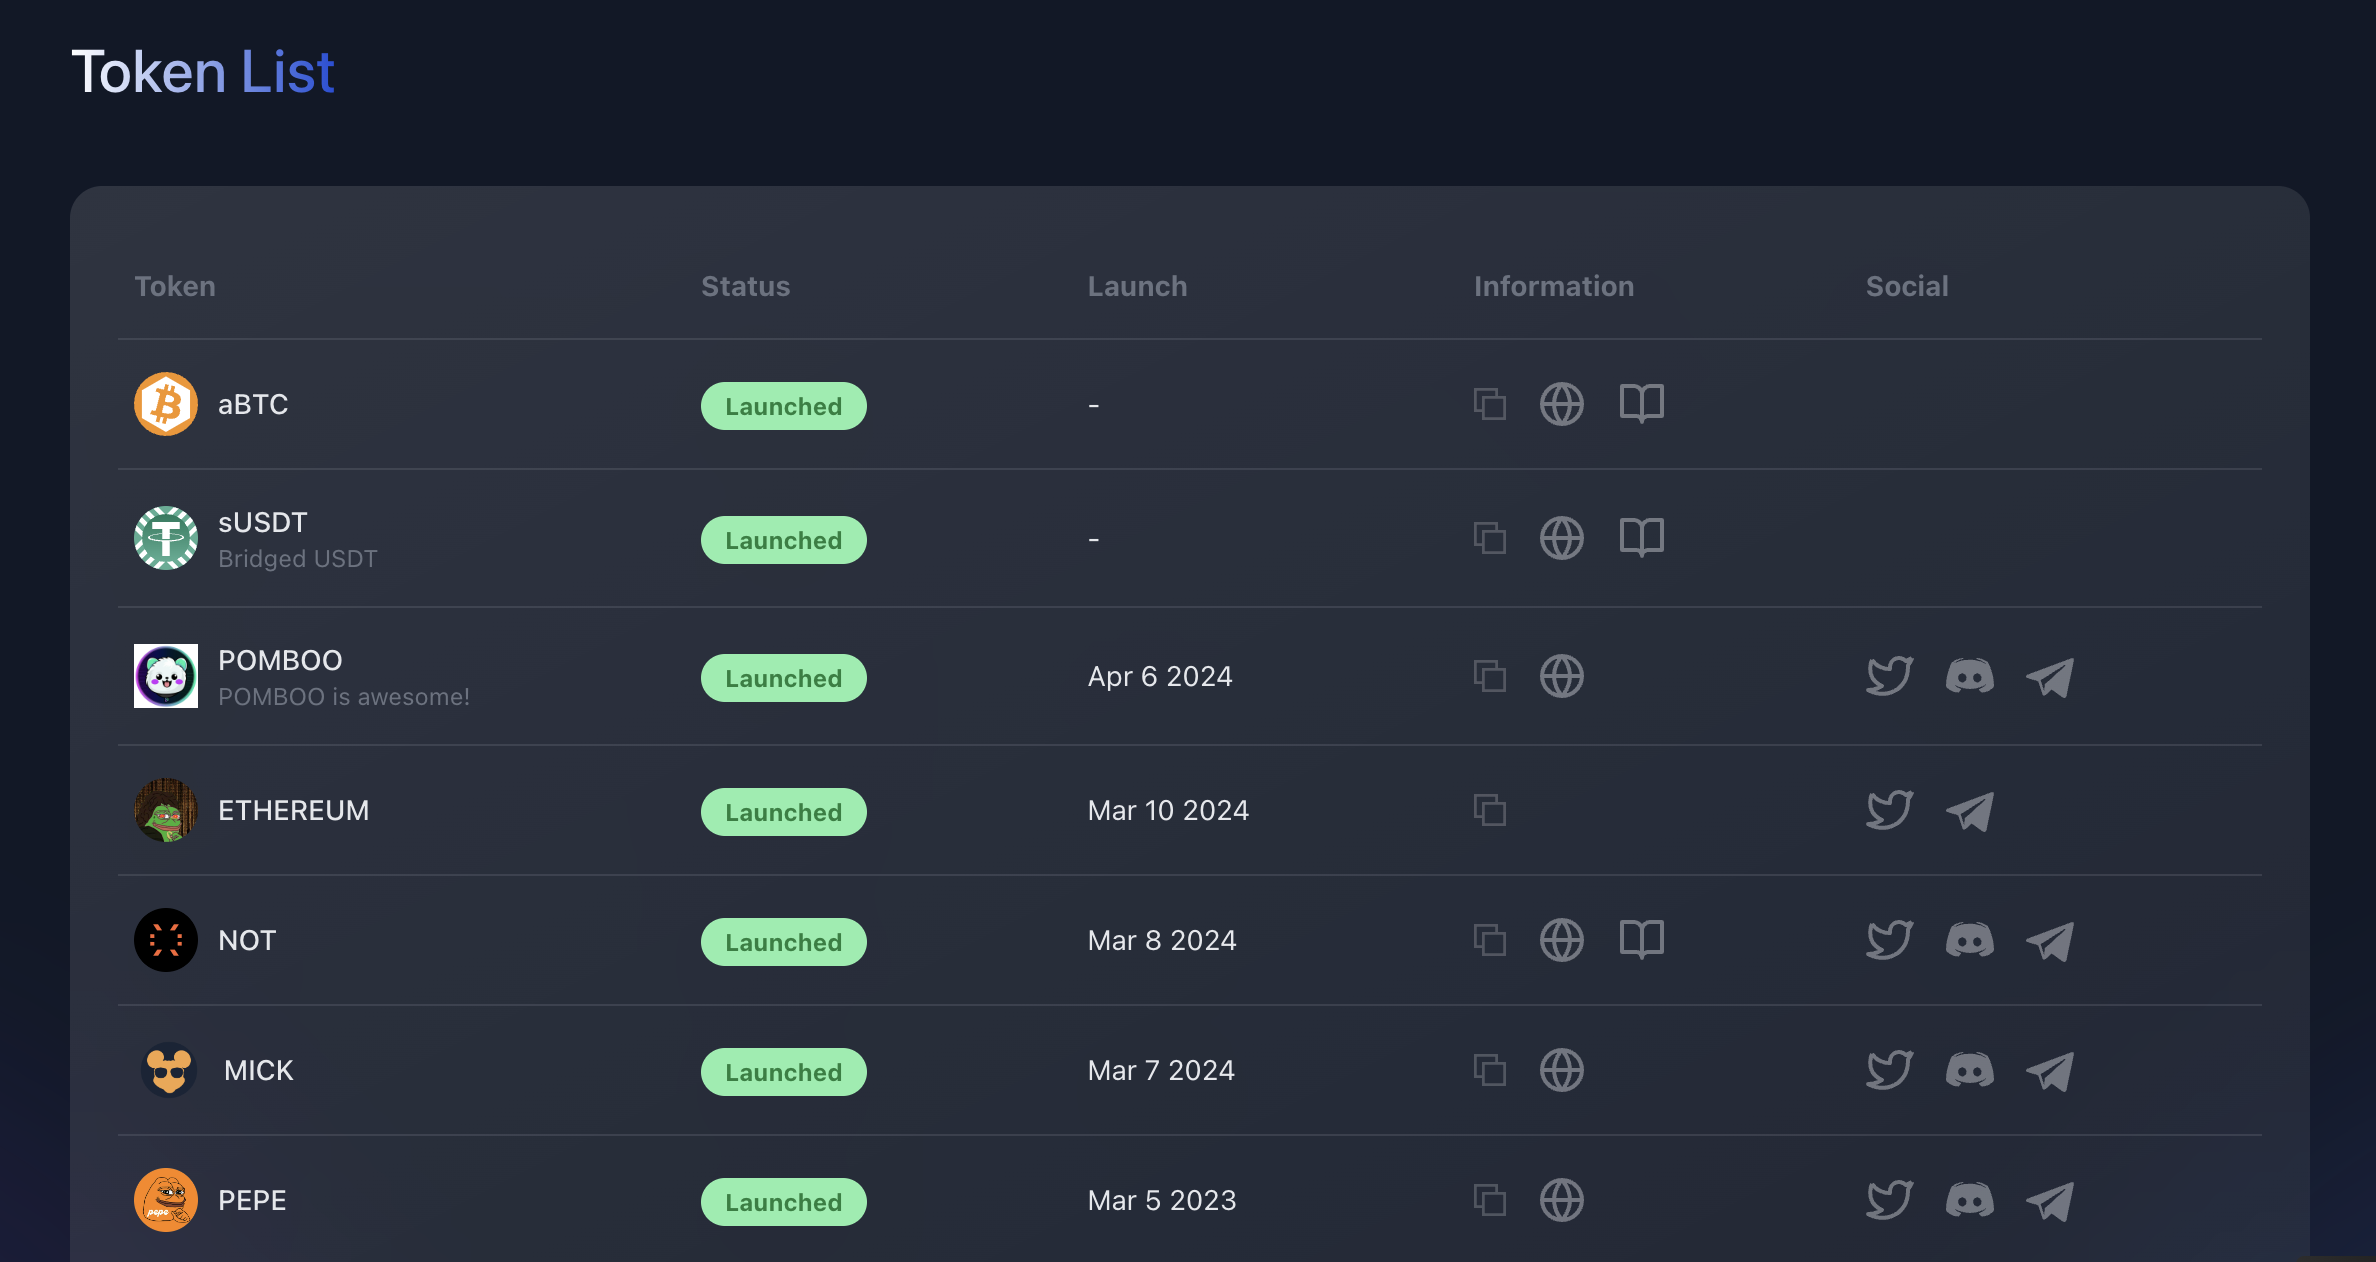 Token List
Token Status Launch Information Social
aBTC Launched -
sUSDT
Bridged USDT Launched -
POMBOO
POMBOO is awesome! Launched Apr 6 2024
ETHEREUM Launched Mar 10 2024
NOT Launched Mar 8 2024
MICK Launched Mar 7 2024
pepe PEPE Launched Mar 5 2023